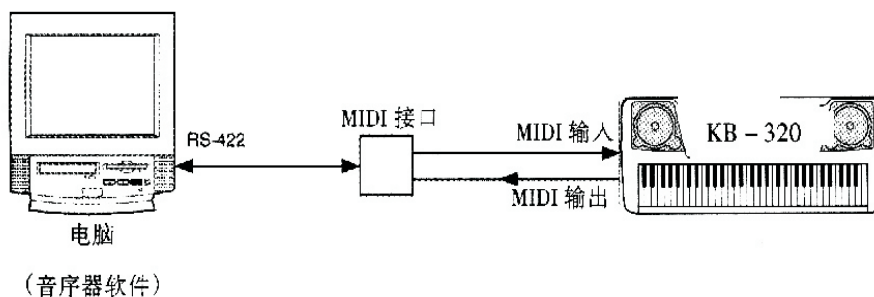 MIDI 接口
MIDI 输入
KB-320
RS-422
MIDI 输出
电脑
（音序器软件）